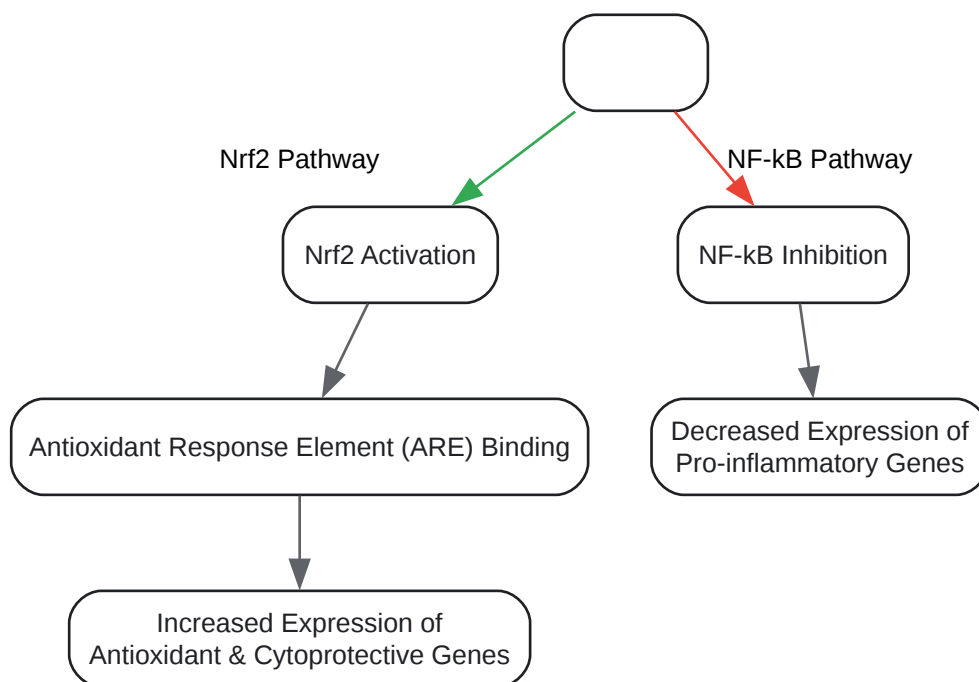 Nrf2 Pathway
NF-kB Pathway
Nrf2 Activation
NF-kB Inhibition
Antioxidant Response Element (ARE) Binding
Decreased Expression of
Pro-inflammatory Genes
Increased Expression of
Antioxidant & Cytoprotective Genes